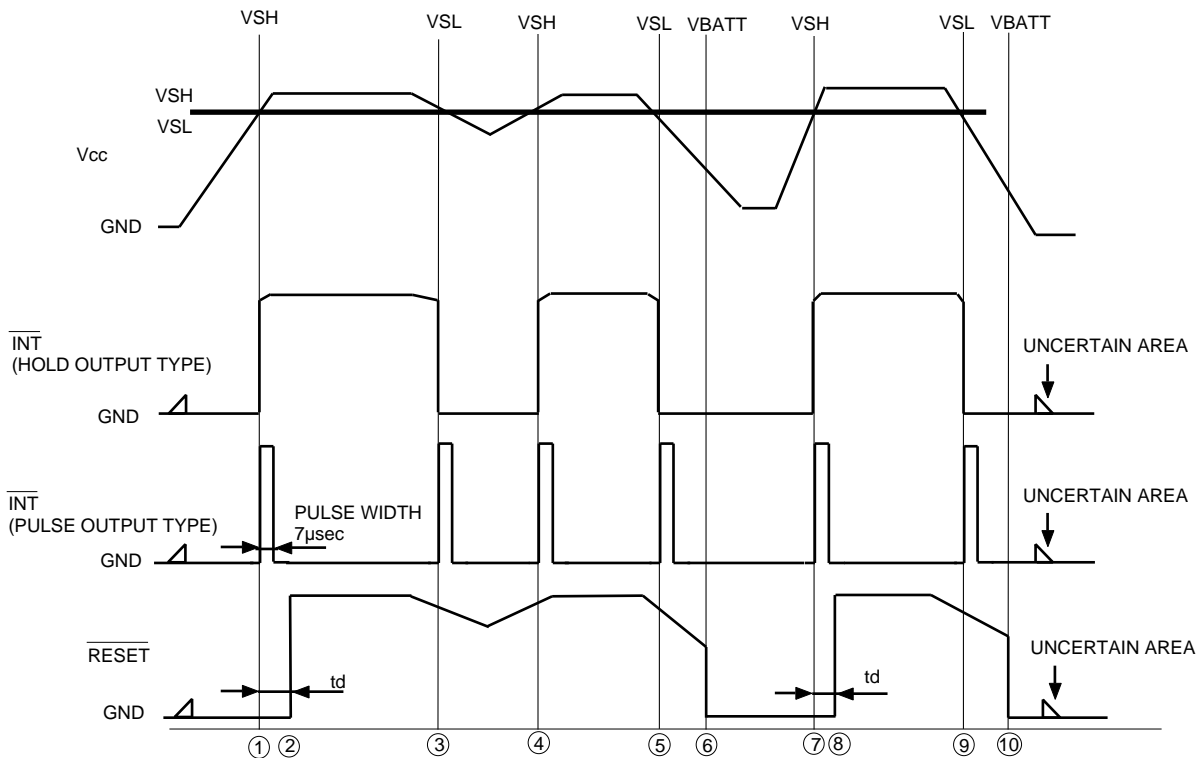 VSH
VSL
VSH
VSL
VBATT
VSH
VSL
VBATT
VSH
VSL
Vcc
GND
INT
(HOLD OUTPUT TYPE)
UNCERTAIN AREA
GND
INT
(PULSE OUTPUT TYPE)
PULSE WIDTH
7µsec
UNCERTAIN AREA
GND
RESET
td
td
UNCERTAIN AREA
GND
① ② ③ ④ ⑤ ⑥ ⑦ ⑧ ⑨ ⑩